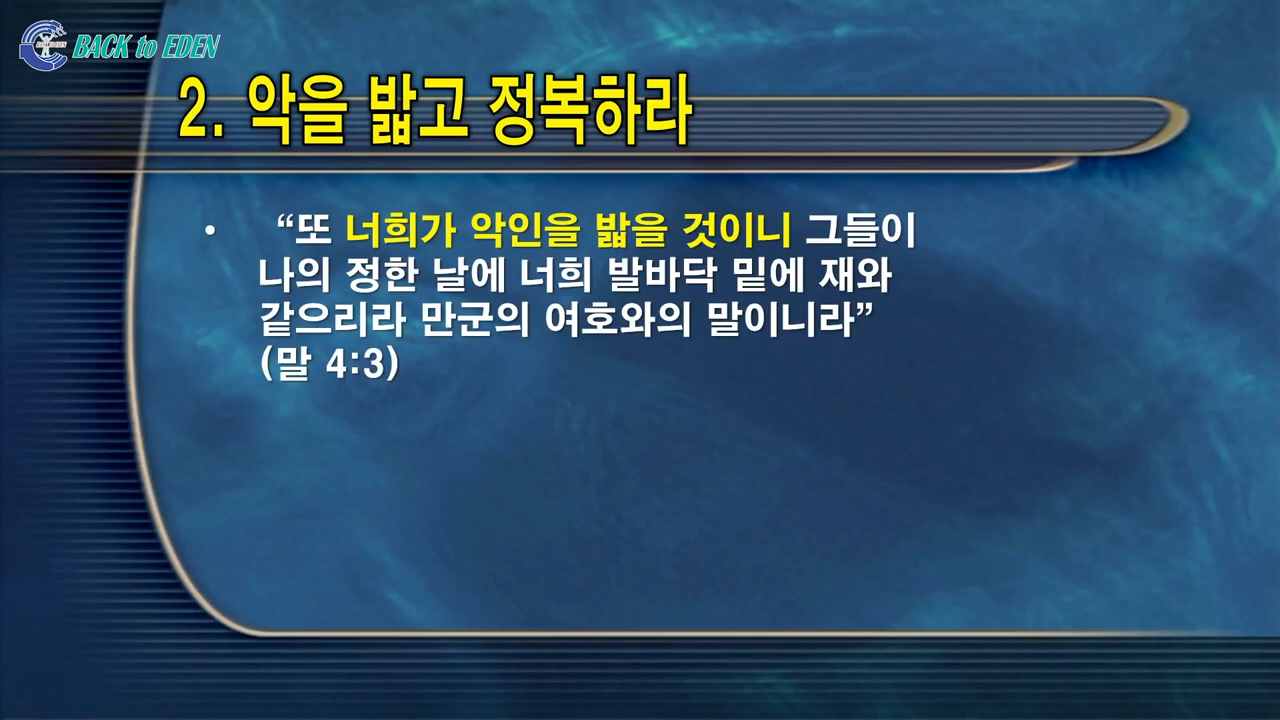 BACK to EDEN
2. 악을 밟고 정복하라
• “또 너희가 악인을 밟을 것이니 그들이
나의 정한 날에 너희 발바닥 밑에 재와
같으리라 만군의 여호와의 말이니라”
(말 4:3)